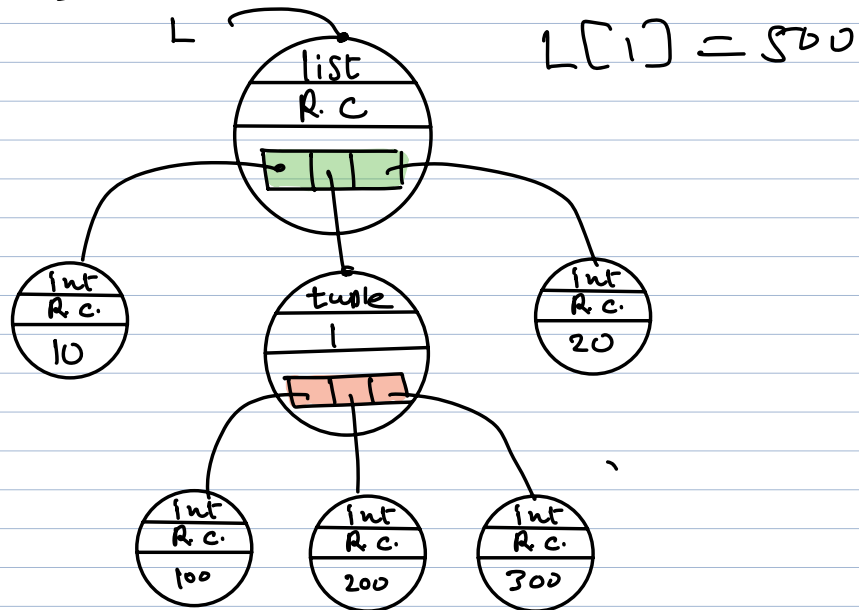 L
L[1] = 500
list
R. C
int
R. c.
10
tuple
1
int
R. c.
20
int
R. c.
100
int
R. c.
200
int
R. c.
300